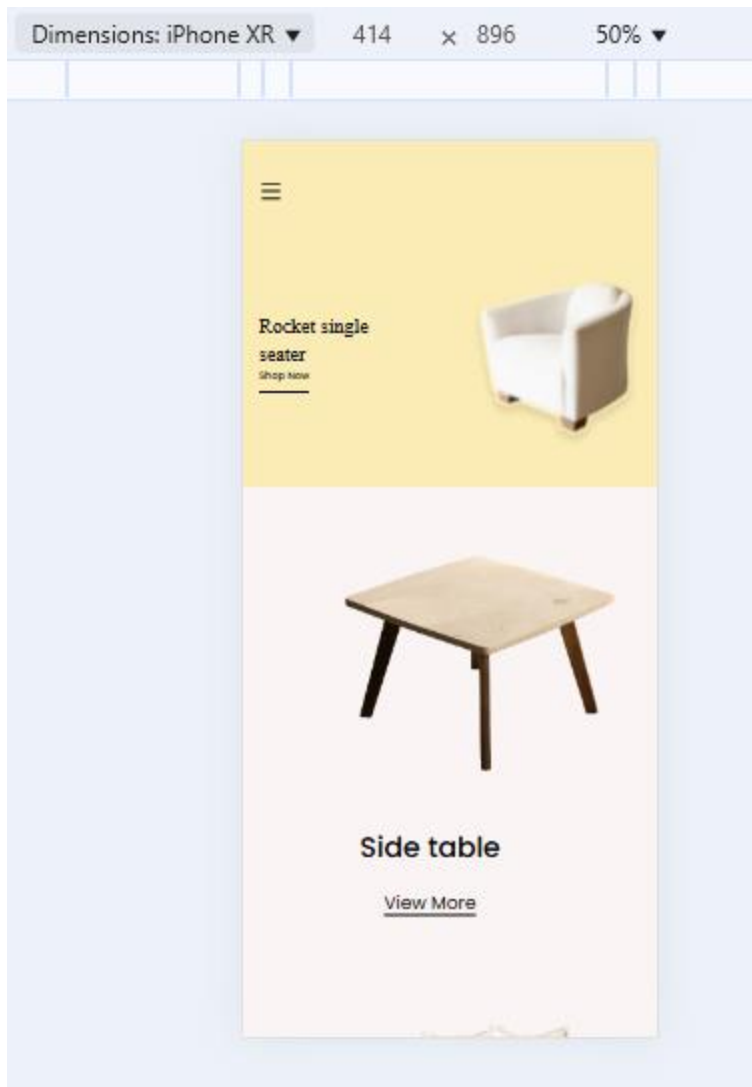 Dimensions: iPhone XR ▼ 414 × 896 50% ▼
Rocket single
seater
Shop Now
Side table
View More